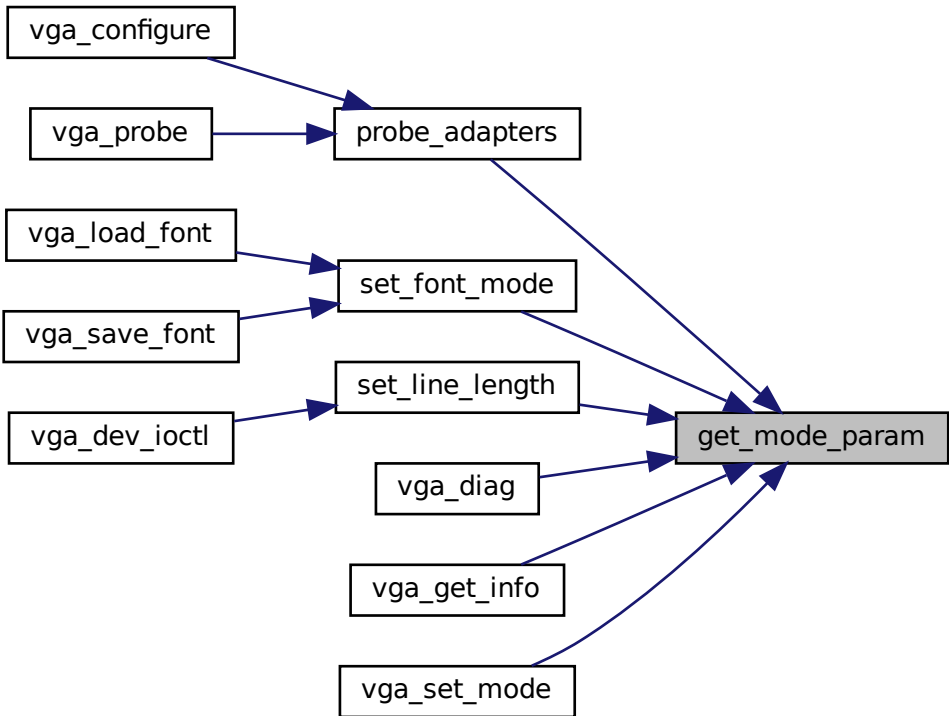 vga_configure
vga_probe
probe_adapters
vga_load_font
set_font_mode
vga_save_font
set_line_length
vga_dev_ioctl
get_mode_param
vga_diag
vga_get_info
vga_set_mode